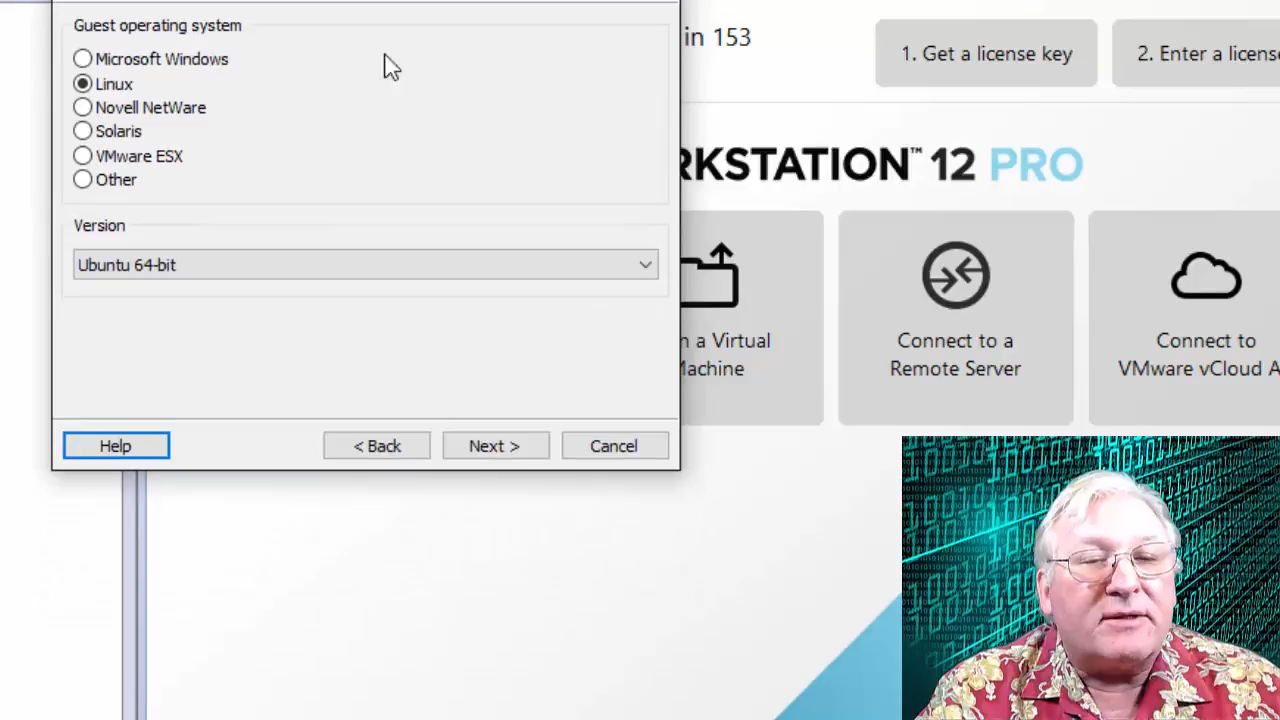 Guest operating system
Microsoft Windows
Linux
Novell NetWare
Solaris
VMware ESX
Other
Version
Ubuntu 64-bit
Help
< Back
Next >
Cancel
in 153
1. Get a license key
2. Enter a license
RKSTATION™ 12 PRO
n a Virtual
Machine
Connect to a
Remote Server
Connect to
VMware vCloud A